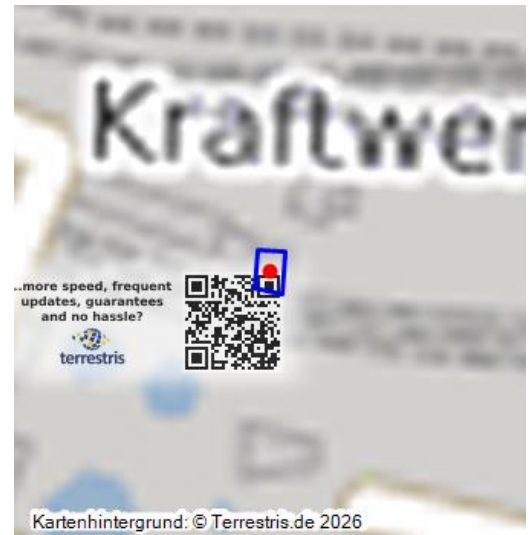 Kraftwer
..more speed, frequent
updates, guarantees
and no hassle?
terrestris
Kartenhintergrund: © Terrestris.de 2026